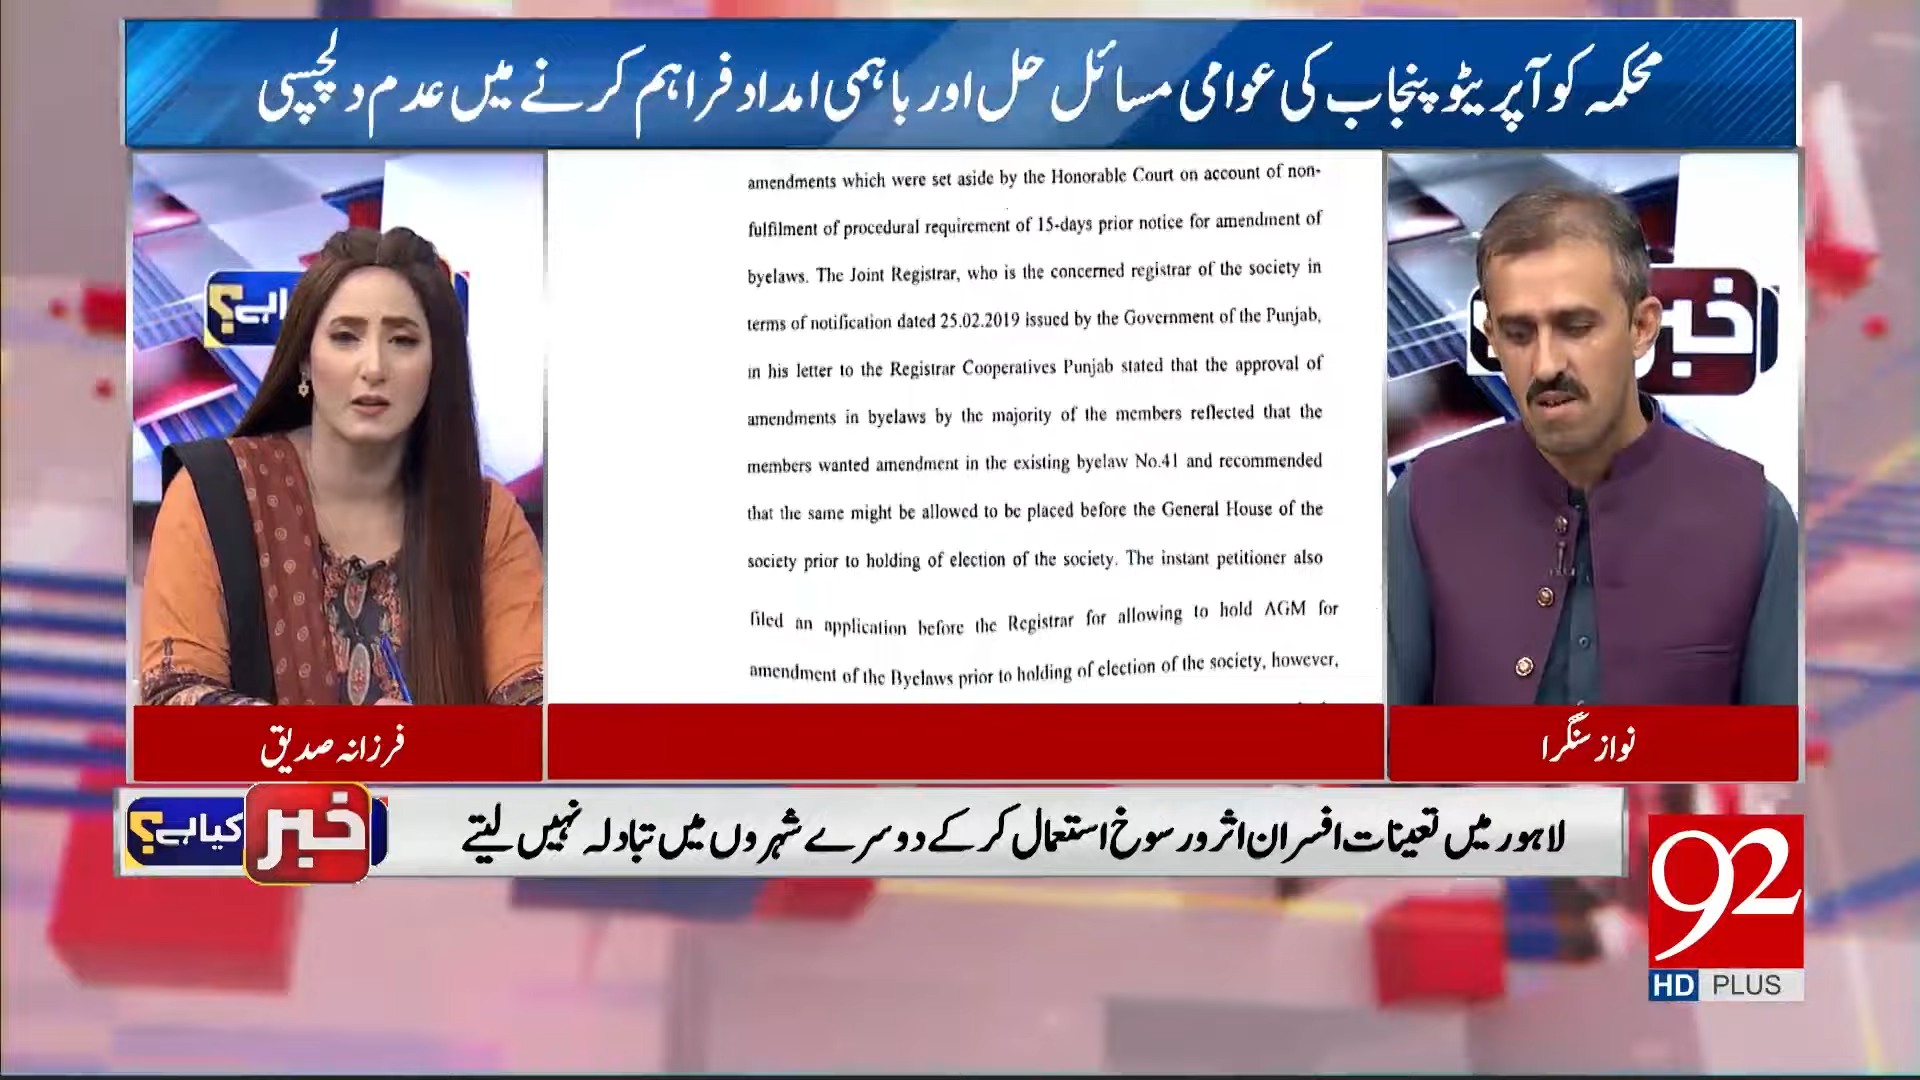 محکمہ کوآپریٹو پنجاب کی عوامی مسائل حل اور باہمی امداد فراہم کرنے میں عدم دلچسپی
amendments which were set aside by the Honorable Court on account of non-
fulfilment of procedural requirement of 15-days prior notice for amendment of
byelaws. The Joint Registrar, who is the concerned registrar of the society in
terms of notification dated 25.02.2019 issued by the Government of the Punjab,
in his letter to the Registrar Cooperatives Punjab stated that the approval of
amendments in byelaws by the majority of the members reflected that the
members wanted amendment in the existing byelaw No.41 and recommended
that the same might be allowed to be placed before the General House of the
society prior to holding of election of the society. The instant petitioner also
filed an application before the Registrar for allowing to hold AGM for
amendment of the Byelaws prior to holding of election of the society, however,
خبر
فرزانہ صدیق
نواز سنگرا
خبر کیا ہے؟
لاہور میں تعینات افسران اثر و رسوخ استعمال کر کے دوسرے شہروں میں تبادلہ نہیں لیتے
92
HD PLUS